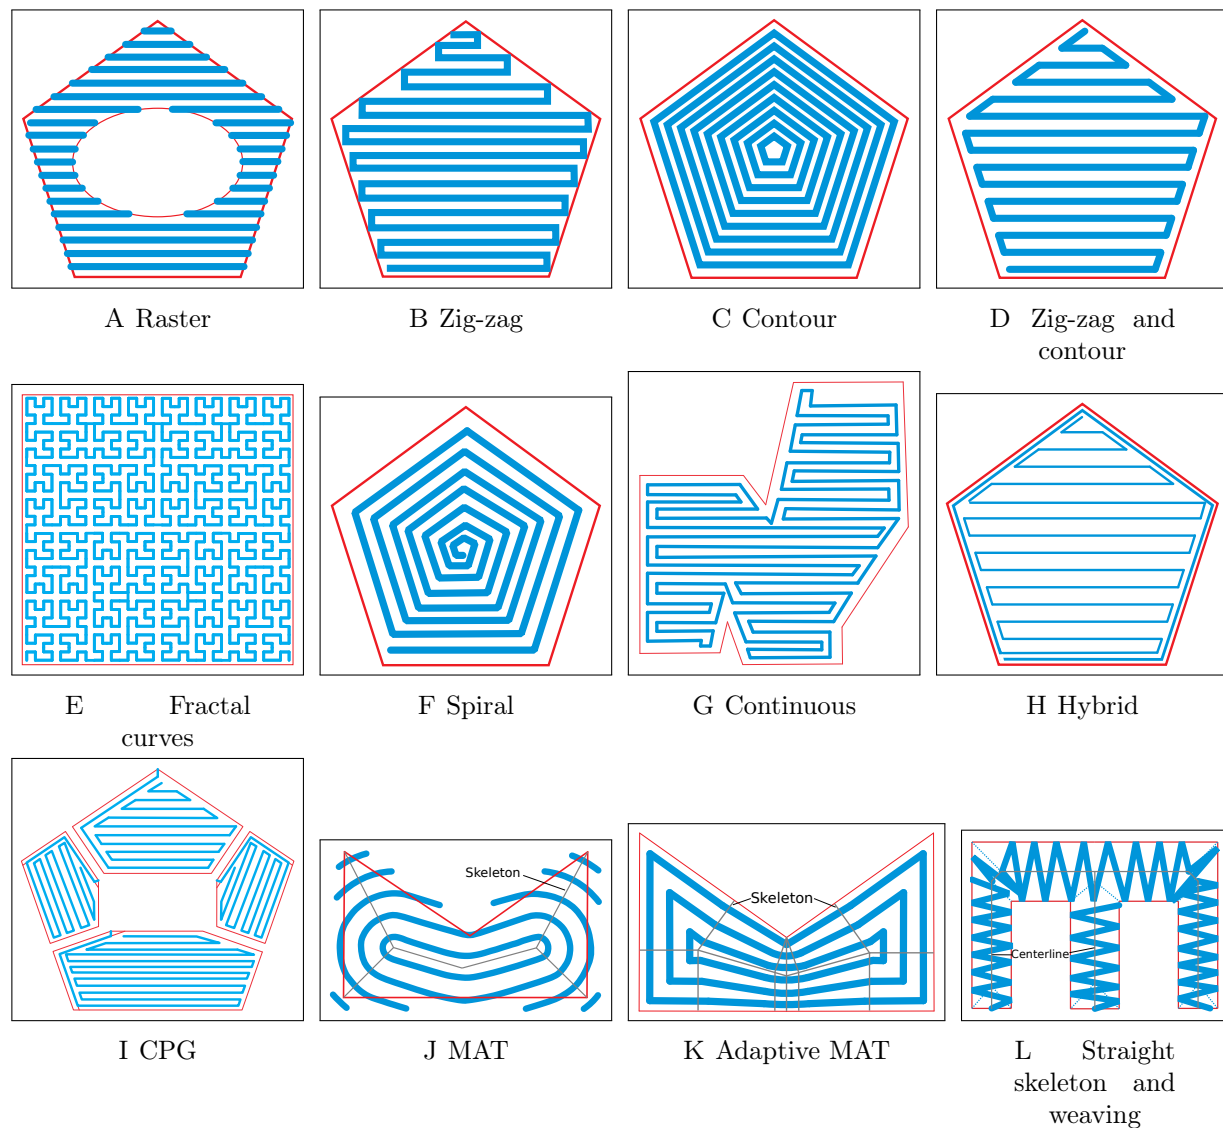 A Raster
B Zig-zag
C Contour
D Zig-zag and
contour
E Fractal
curves
F Spiral
G Continuous
H Hybrid
Skeleton
Skeleton
Centerline
I CPG
J MAT
K Adaptive MAT
L Straight
skeleton and
weaving